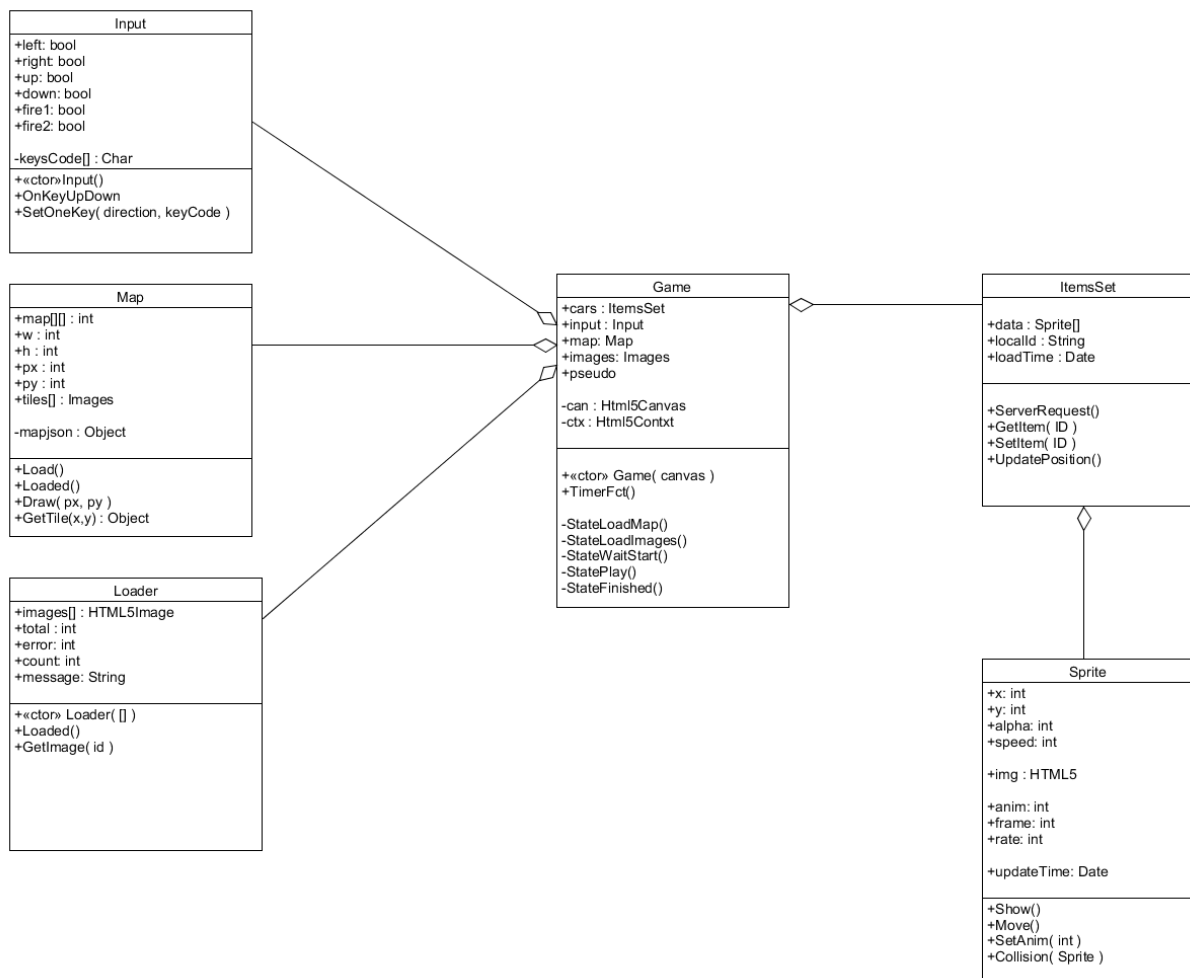 Input
+left: bool
+right: bool
+up: bool
+down: bool
+fire1: bool
+fire2: bool
-keysCode[] : Char
+«ctor»Input()
+OnKeyUpDown
+SetOneKey( direction, keyCode )
Map
+map[][] : int
+w : int
+h : int
+px : int
+py : int
+tiles[] : Images
-mapjson : Object
+Load()
+Loaded()
+Draw( px, py )
+GetTile(x,y) : Object
Loader
+images[] : HTML5Image
+total : int
+error: int
+count: int
+message: String
+«ctor» Loader( [] )
+Loaded()
+GetImage( id )
Game
+cars : ItemsSet
+input : Input
+map: Map
+images: Images
+pseudo
-can : Html5Canvas
-ctx : Html5Contxt
+«ctor» Game( canvas )
+TimerFct()
-StateLoadMap()
-StateLoadImages()
-StateWaitStart()
-StatePlay()
-StateFinished()
ItemsSet
+data : Sprite[]
+localId : String
+loadTime : Date
+ServerRequest()
+GetItem( ID )
+SetItem( ID )
+UpdatePosition()
Sprite
+x: int
+y: int
+alpha: int
+speed: int
+img : HTML5
+anim: int
+frame: int
+rate: int
+updateTime: Date
+Show()
+Move()
+SetAnim( int )
+Collision( Sprite )